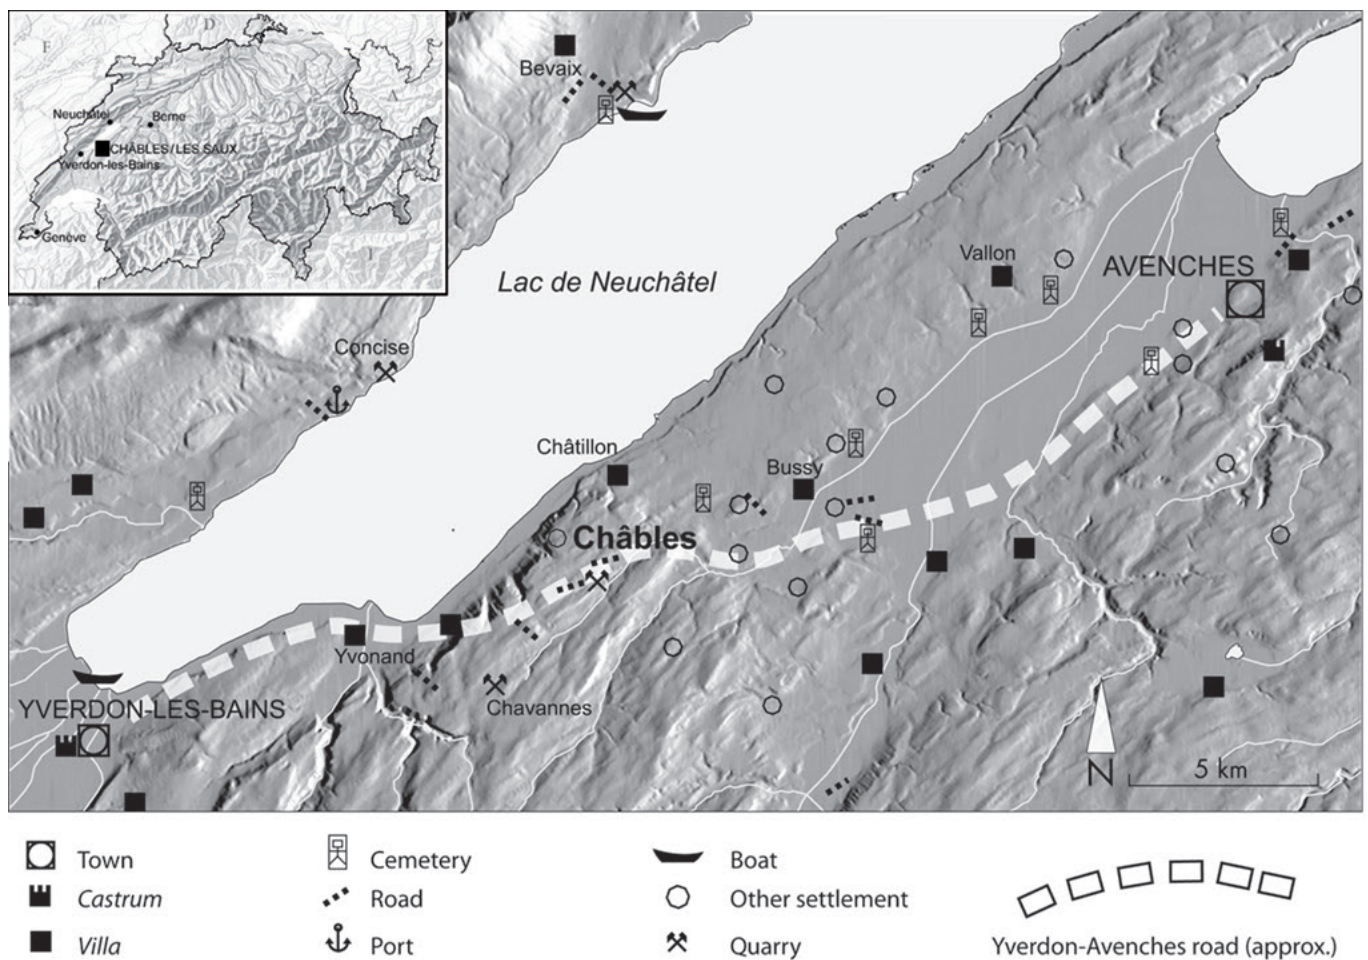 F
D
A
Neuchâtel
Berne
CHÂBLES/LES SAUX
Yverdon-les-Bains
Genève
I
Bevaix
Lac de Neuchâtel
Vallon
AVENCHES
Concise
Châtillon
Bussy
Châbles
Yvonand
Chavannes
YVERDON-LES-BAINS
N
5 km
Town
Cemetery
Boat
Castrum
Road
Other settlement
Villa
Port
Quarry
Yverdon-Avenches road (approx.)